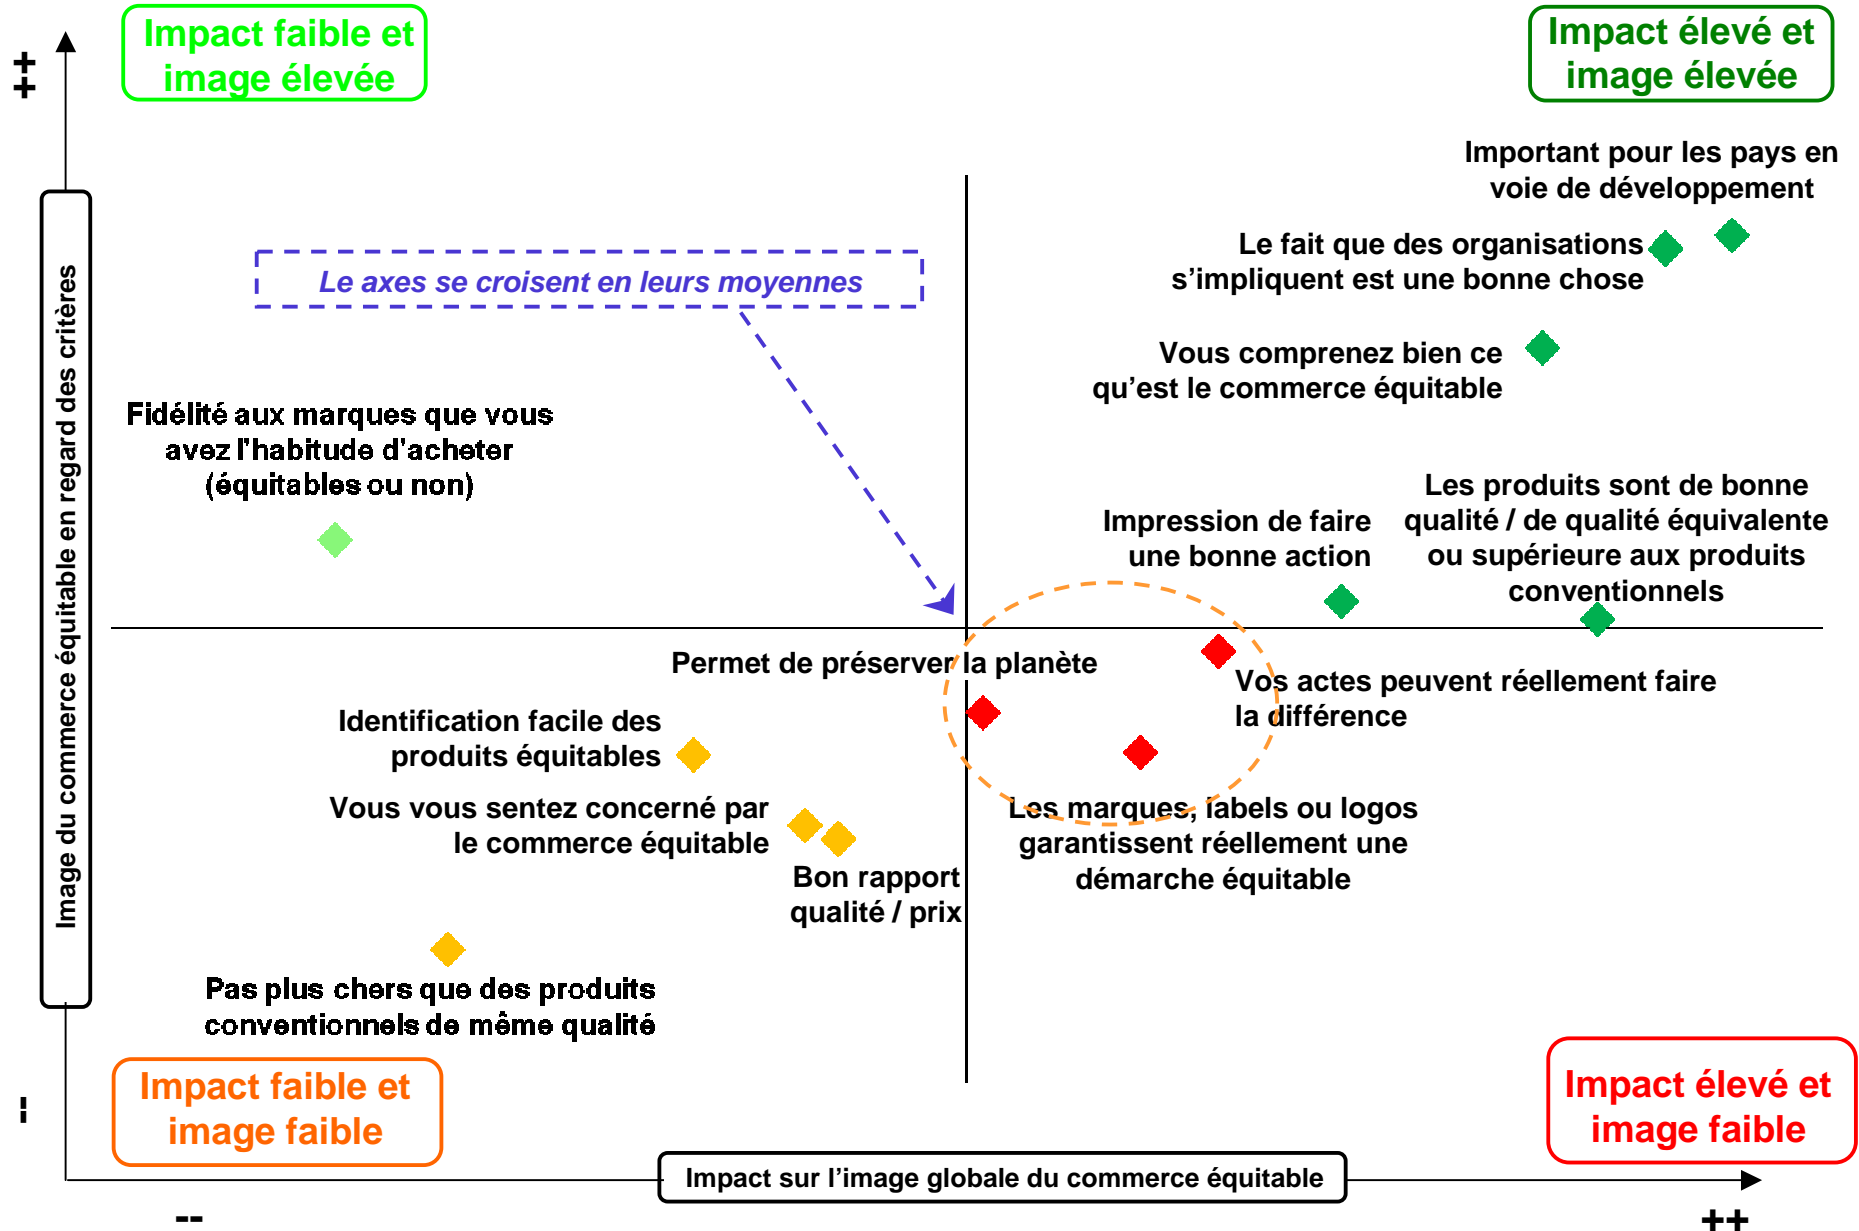 Impact faible et
image élevée
Impact élevé et
image élevée
++
Important pour les pays en
voie de développement
Le fait que des organisations
s’impliquent est une bonne chose
Le axes se croisent en leurs moyennes
Vous comprenez bien ce
qu’est le commerce équitable
Fidélité aux marques que vous
avez l'habitude d'acheter
(équitables ou non)
Impression de faire
une bonne action
Les produits sont de bonne
qualité / de qualité équivalente
ou supérieure aux produits
conventionnels
Image du commerce équitable en regard des critères
Permet de préserver la planète
Vos actes peuvent réellement faire
la différence
Identification facile des
produits équitables
Vous vous sentez concerné par
le commerce équitable
Les marques, labels ou logos
garantissent réellement une
démarche équitable
Bon rapport
qualité / prix
Pas plus chers que des produits
conventionnels de même qualité
Impact faible et
image faible
Impact élevé et
image faible
--
Impact sur l’image globale du commerce équitable
--
++